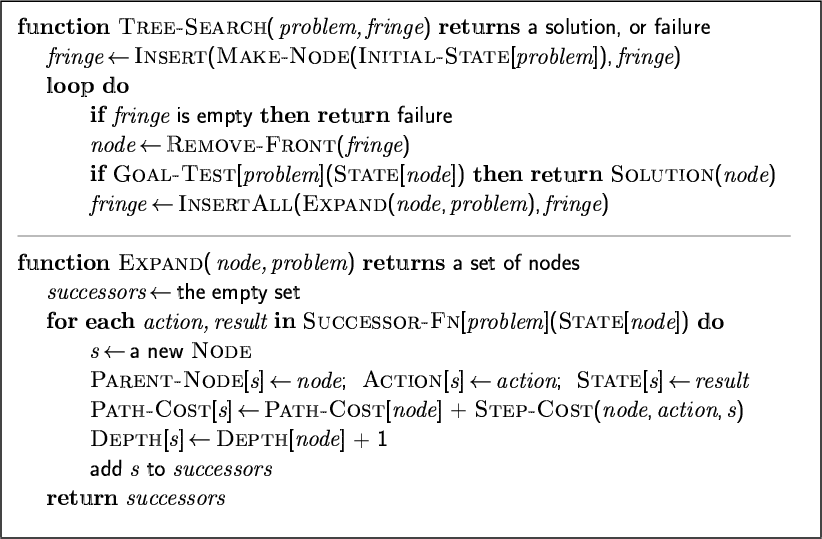 function TREE-SEARCH( problem, fringe) returns a solution, or failure
fringe ← INSERT(MAKE-NODE(INITIAL-STATE[problem]), fringe)
loop do
if fringe is empty then return failure
node ← REMOVE-FRONT(fringe)
if GOAL-TEST[problem](STATE[node]) then return SOLUTION(node)
fringe ← INSERTALL(EXPAND(node, problem), fringe)
function EXPAND( node, problem) returns a set of nodes
successors ← the empty set
for each action, result in SUCCESSOR-FN[problem](STATE[node]) do
s ← a new NODE
PARENT-NODE[s] ← node; ACTION[s] ← action; STATE[s] ← result
PATH-COST[s] ← PATH-COST[node] + STEP-COST(node, action, s)
DEPTH[s] ← DEPTH[node] + 1
add s to successors
return successors